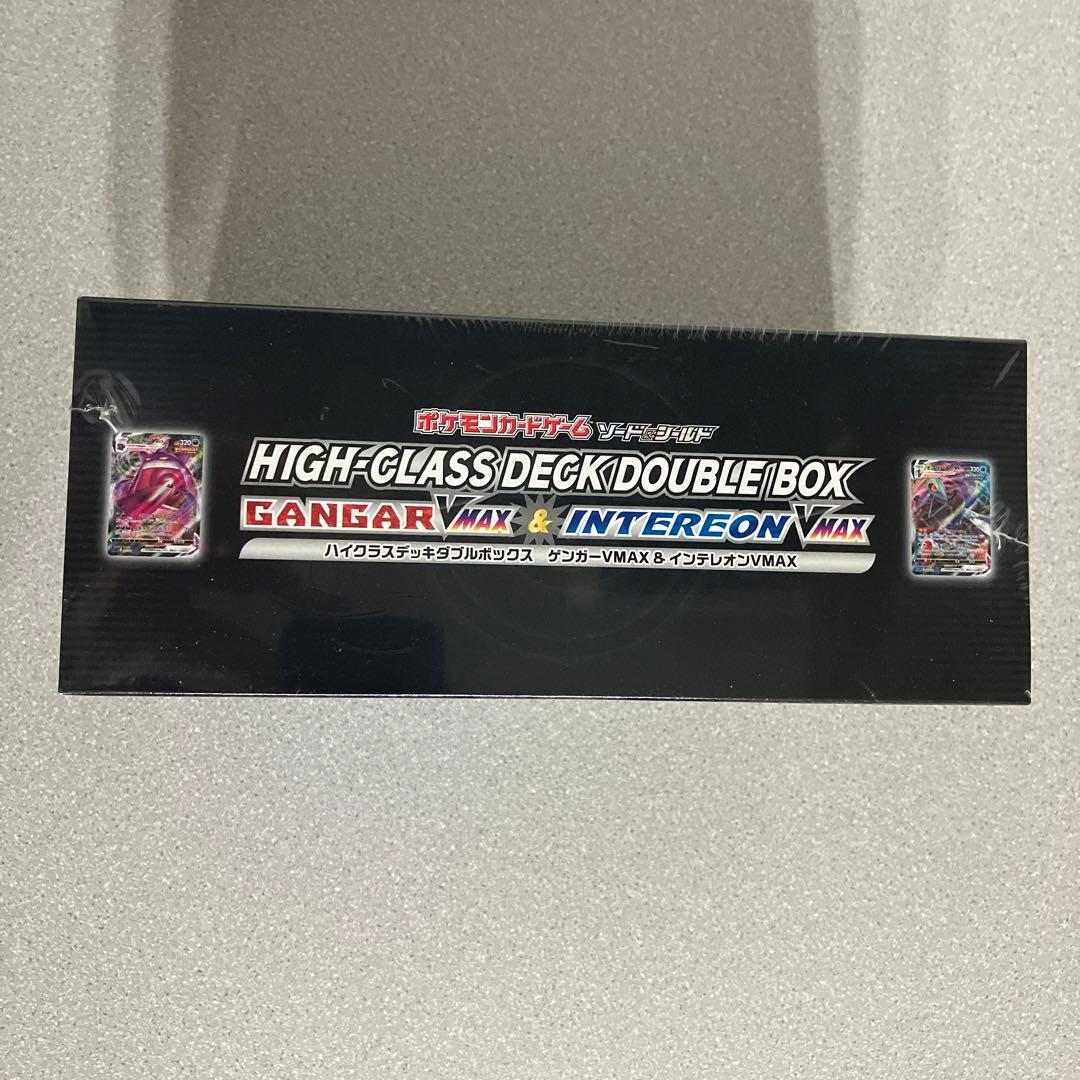 ポケモンカードゲーム ソード&シールド
HIGH-CLASS DECK DOUBLE BOX
GANGAR VMAX & INTEREON VMAX
ハイクラスデッキダブルボックス ゲンガーVMAX & インテレオンVMAX
320
320